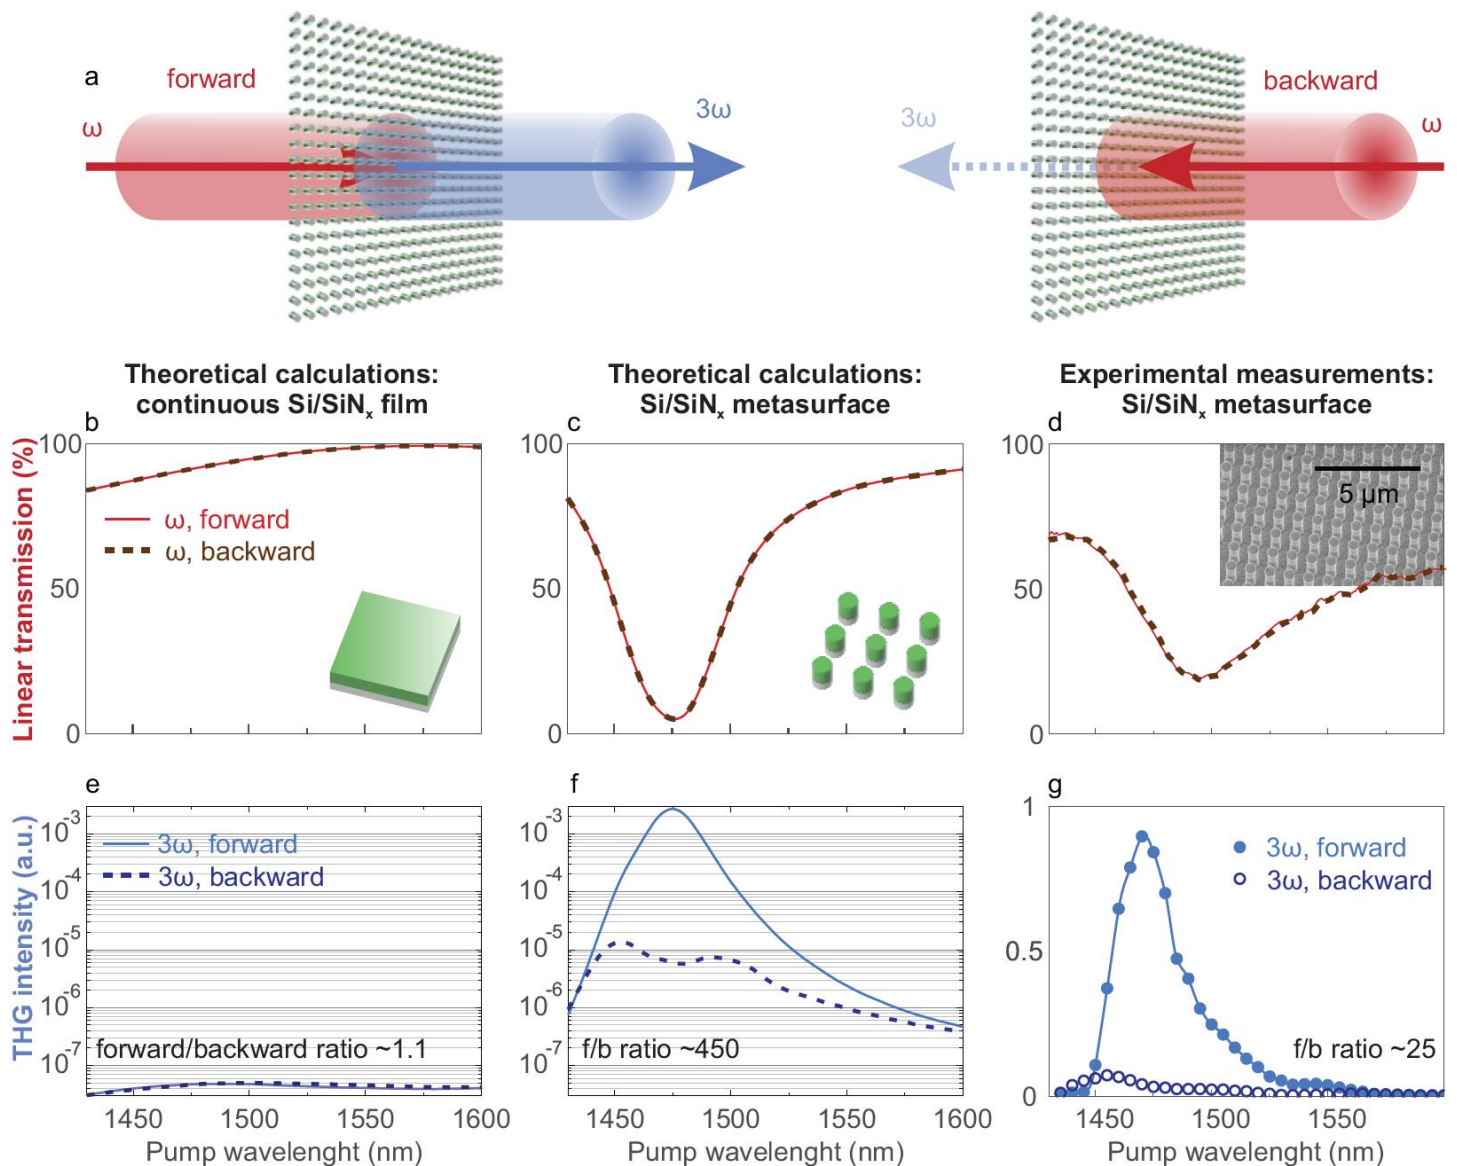 a
forward
ω
3ω
3ω
backward
ω
Theoretical calculations:
continuous Si/SiNₓ film
Theoretical calculations:
Si/SiNₓ metasurface
Experimental measurements:
Si/SiNₓ metasurface
b
c
d
Linear transmission (%)
100
50
0
ω, forward
ω, backward
100
50
0
100
50
0
5 μm
e
f
g
THG intensity (a.u.)
10⁻³
10⁻⁴
10⁻⁵
10⁻⁶
10⁻⁷
3ω, forward
3ω, backward
forward/backward ratio ~1.1
10⁻³
10⁻⁴
10⁻⁵
10⁻⁶
10⁻⁷
f/b ratio ~450
1
0.5
0
3ω, forward
3ω, backward
f/b ratio ~25
1450 1500 1550 1600
1450 1500 1550 1600
1450 1500 1550
Pump wavelenght (nm)
Pump wavelenght (nm)
Pump wavelenght (nm)